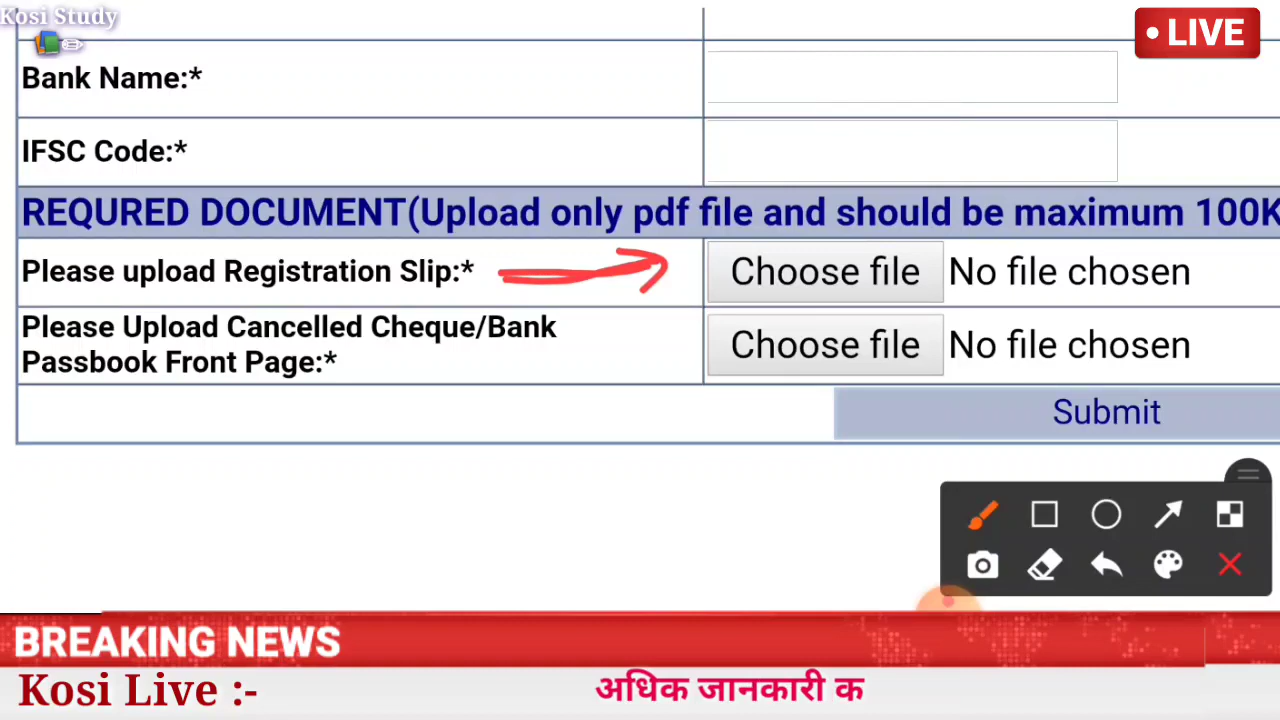 Kosi Study
LIVE
Bank Name:*
IFSC Code:*
REQURED DOCUMENT(Upload only pdf file and should be maximum 100K
Please upload Registration Slip:*
Choose file No file chosen
Please Upload Cancelled Cheque/Bank
Passbook Front Page:*
Choose file No file chosen
Submit
BREAKING NEWS
Kosi Live :-
अधिक जानकारी क